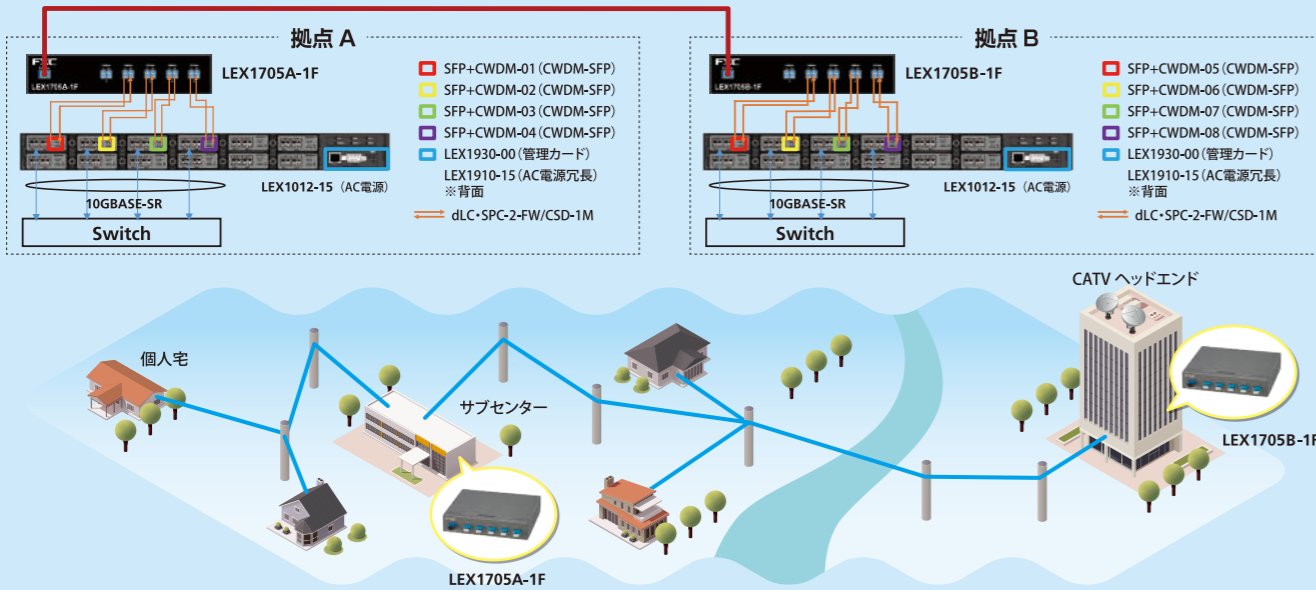 拠点 A
FXC
LEX1705A-1F
LEX1705A-1F
SFP+CWDM-01(CWDM-SFP)
SFP+CWDM-02(CWDM-SFP)
SFP+CWDM-03(CWDM-SFP)
SFP+CWDM-04(CWDM-SFP)
LEX1930-00(管理カード)
LEX1910-15(AC電源冗長)
※背面
dLC・SPC-2-FW/CSD-1M
LEX1012-15 (AC電源)
10GBASE-SR
Switch
拠点 B
FXC
LEX1705B-1F
LEX1705B-1F
SFP+CWDM-05(CWDM-SFP)
SFP+CWDM-06(CWDM-SFP)
SFP+CWDM-07(CWDM-SFP)
SFP+CWDM-08(CWDM-SFP)
LEX1930-00(管理カード)
LEX1910-15(AC電源冗長)
※背面
dLC・SPC-2-FW/CSD-1M
LEX1012-15 (AC電源)
10GBASE-SR
Switch
CATV ヘッドエンド
個人宅
サブセンター
LEX1705B-1F
LEX1705A-1F